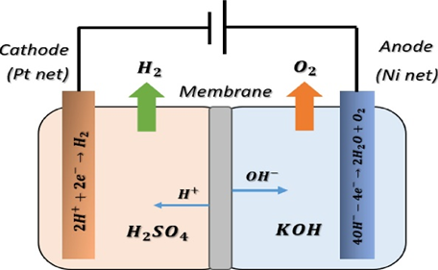 Cathode
(Pt net)
H₂
Membrane
O₂
Anode
(Ni net)
2H⁺ + 2e⁻ → H₂
H⁺
H₂SO₄
OH⁻
KOH
4OH⁻ − 4e⁻ → 2H₂O + O₂